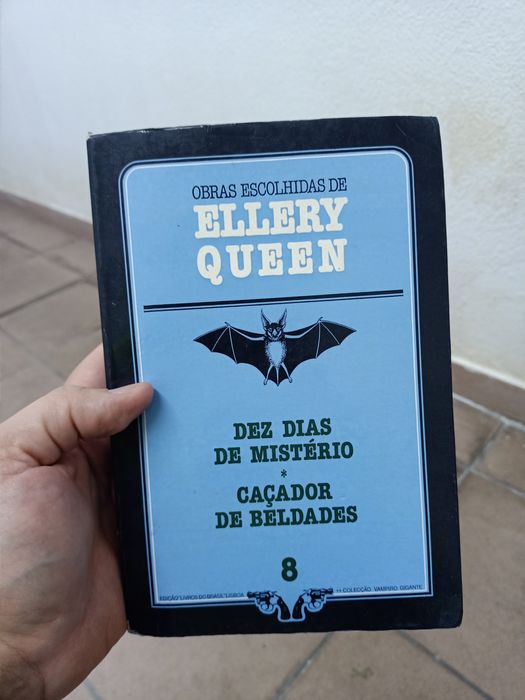 OBRAS ESCOLHIDAS DE
ELLERY
QUEEN
DEZ DIAS
DE MISTÉRIO
*
CAÇADOR
DE BELDADES
8
EDIÇÃO "LIVROS DO BRASIL" LISBOA
COLECÇÃO VAMPIRO GIGANTE